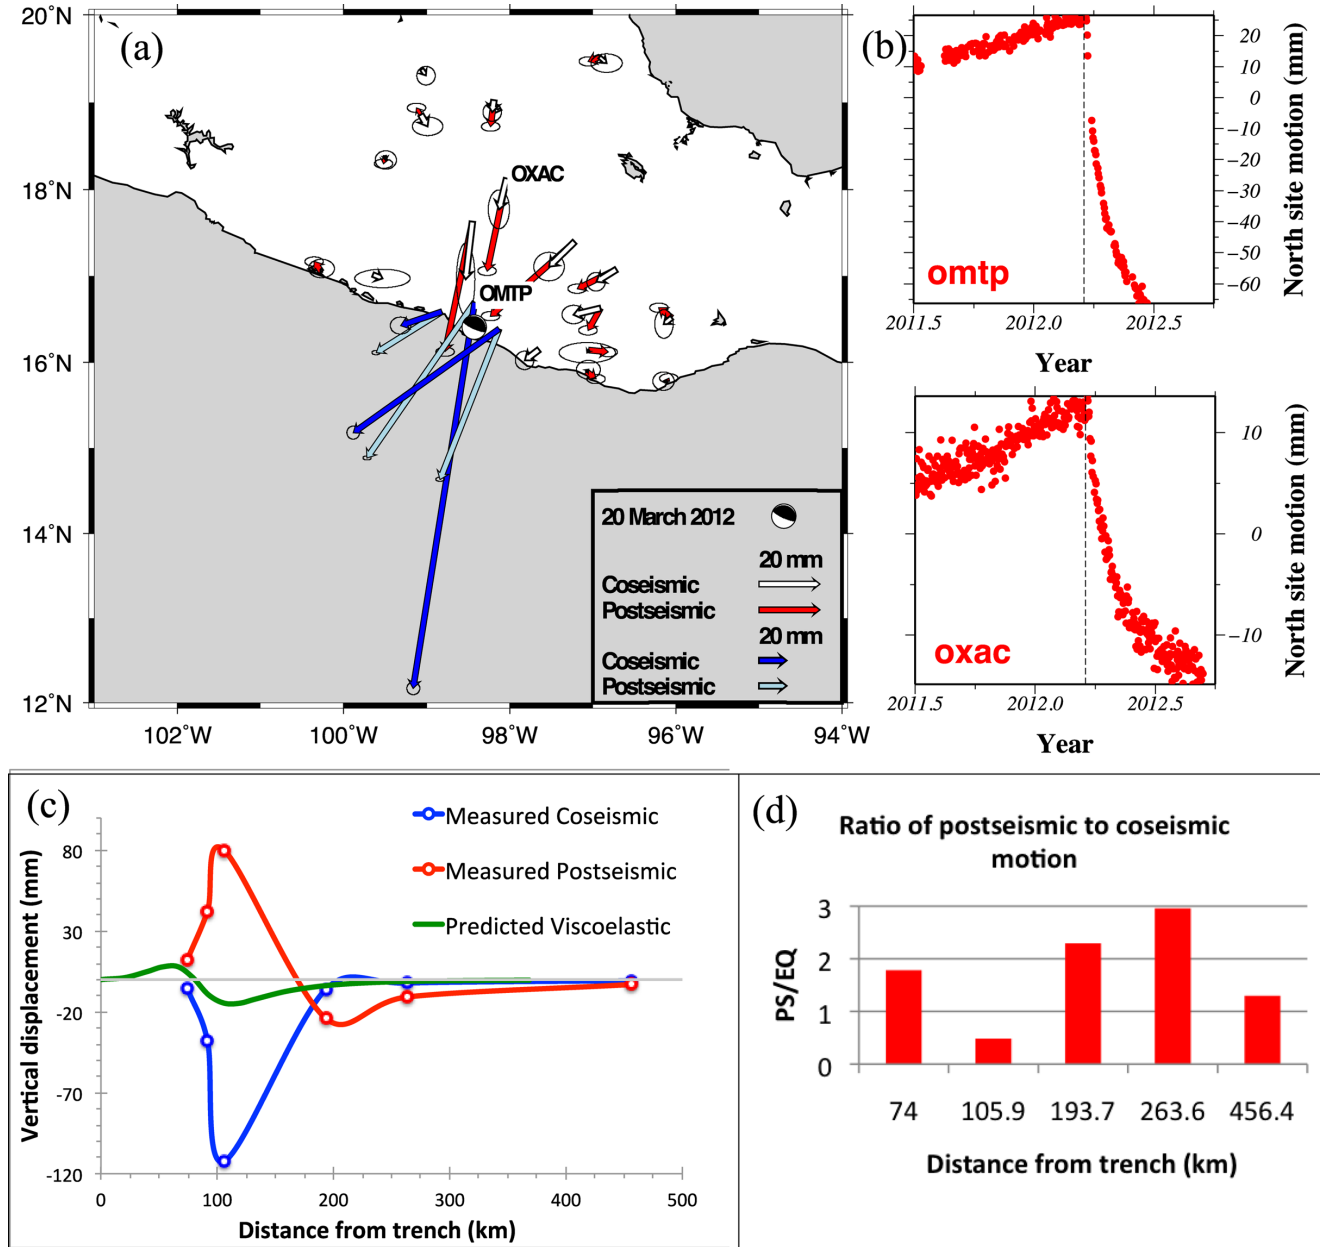 (a)
20°N
18°N
16°N
14°N
12°N
102°W
100°W
98°W
96°W
94°W
OXAC
OMTP
20 March 2012
20 mm
Coseismic
Postseismic
20 mm
Coseismic
Postseismic
(b)
20
10
0
-10
-20
-30
-40
-50
-60
North site motion (mm)
omtp
2011.5
2012.0
2012.5
Year
10
0
-10
North site motion (mm)
oxac
2011.5
2012.0
2012.5
Year
(c)
Measured Coseismic
Measured Postseismic
Predicted Viscoelastic
Vertical displacement (mm)
80
30
-20
-70
-120
0
100
200
300
400
500
Distance from trench (km)
(d)
Ratio of postseismic to coseismic
motion
PS/EQ
3
2
1
0
74
105.9
193.7
263.6
456.4
Distance from trench (km)